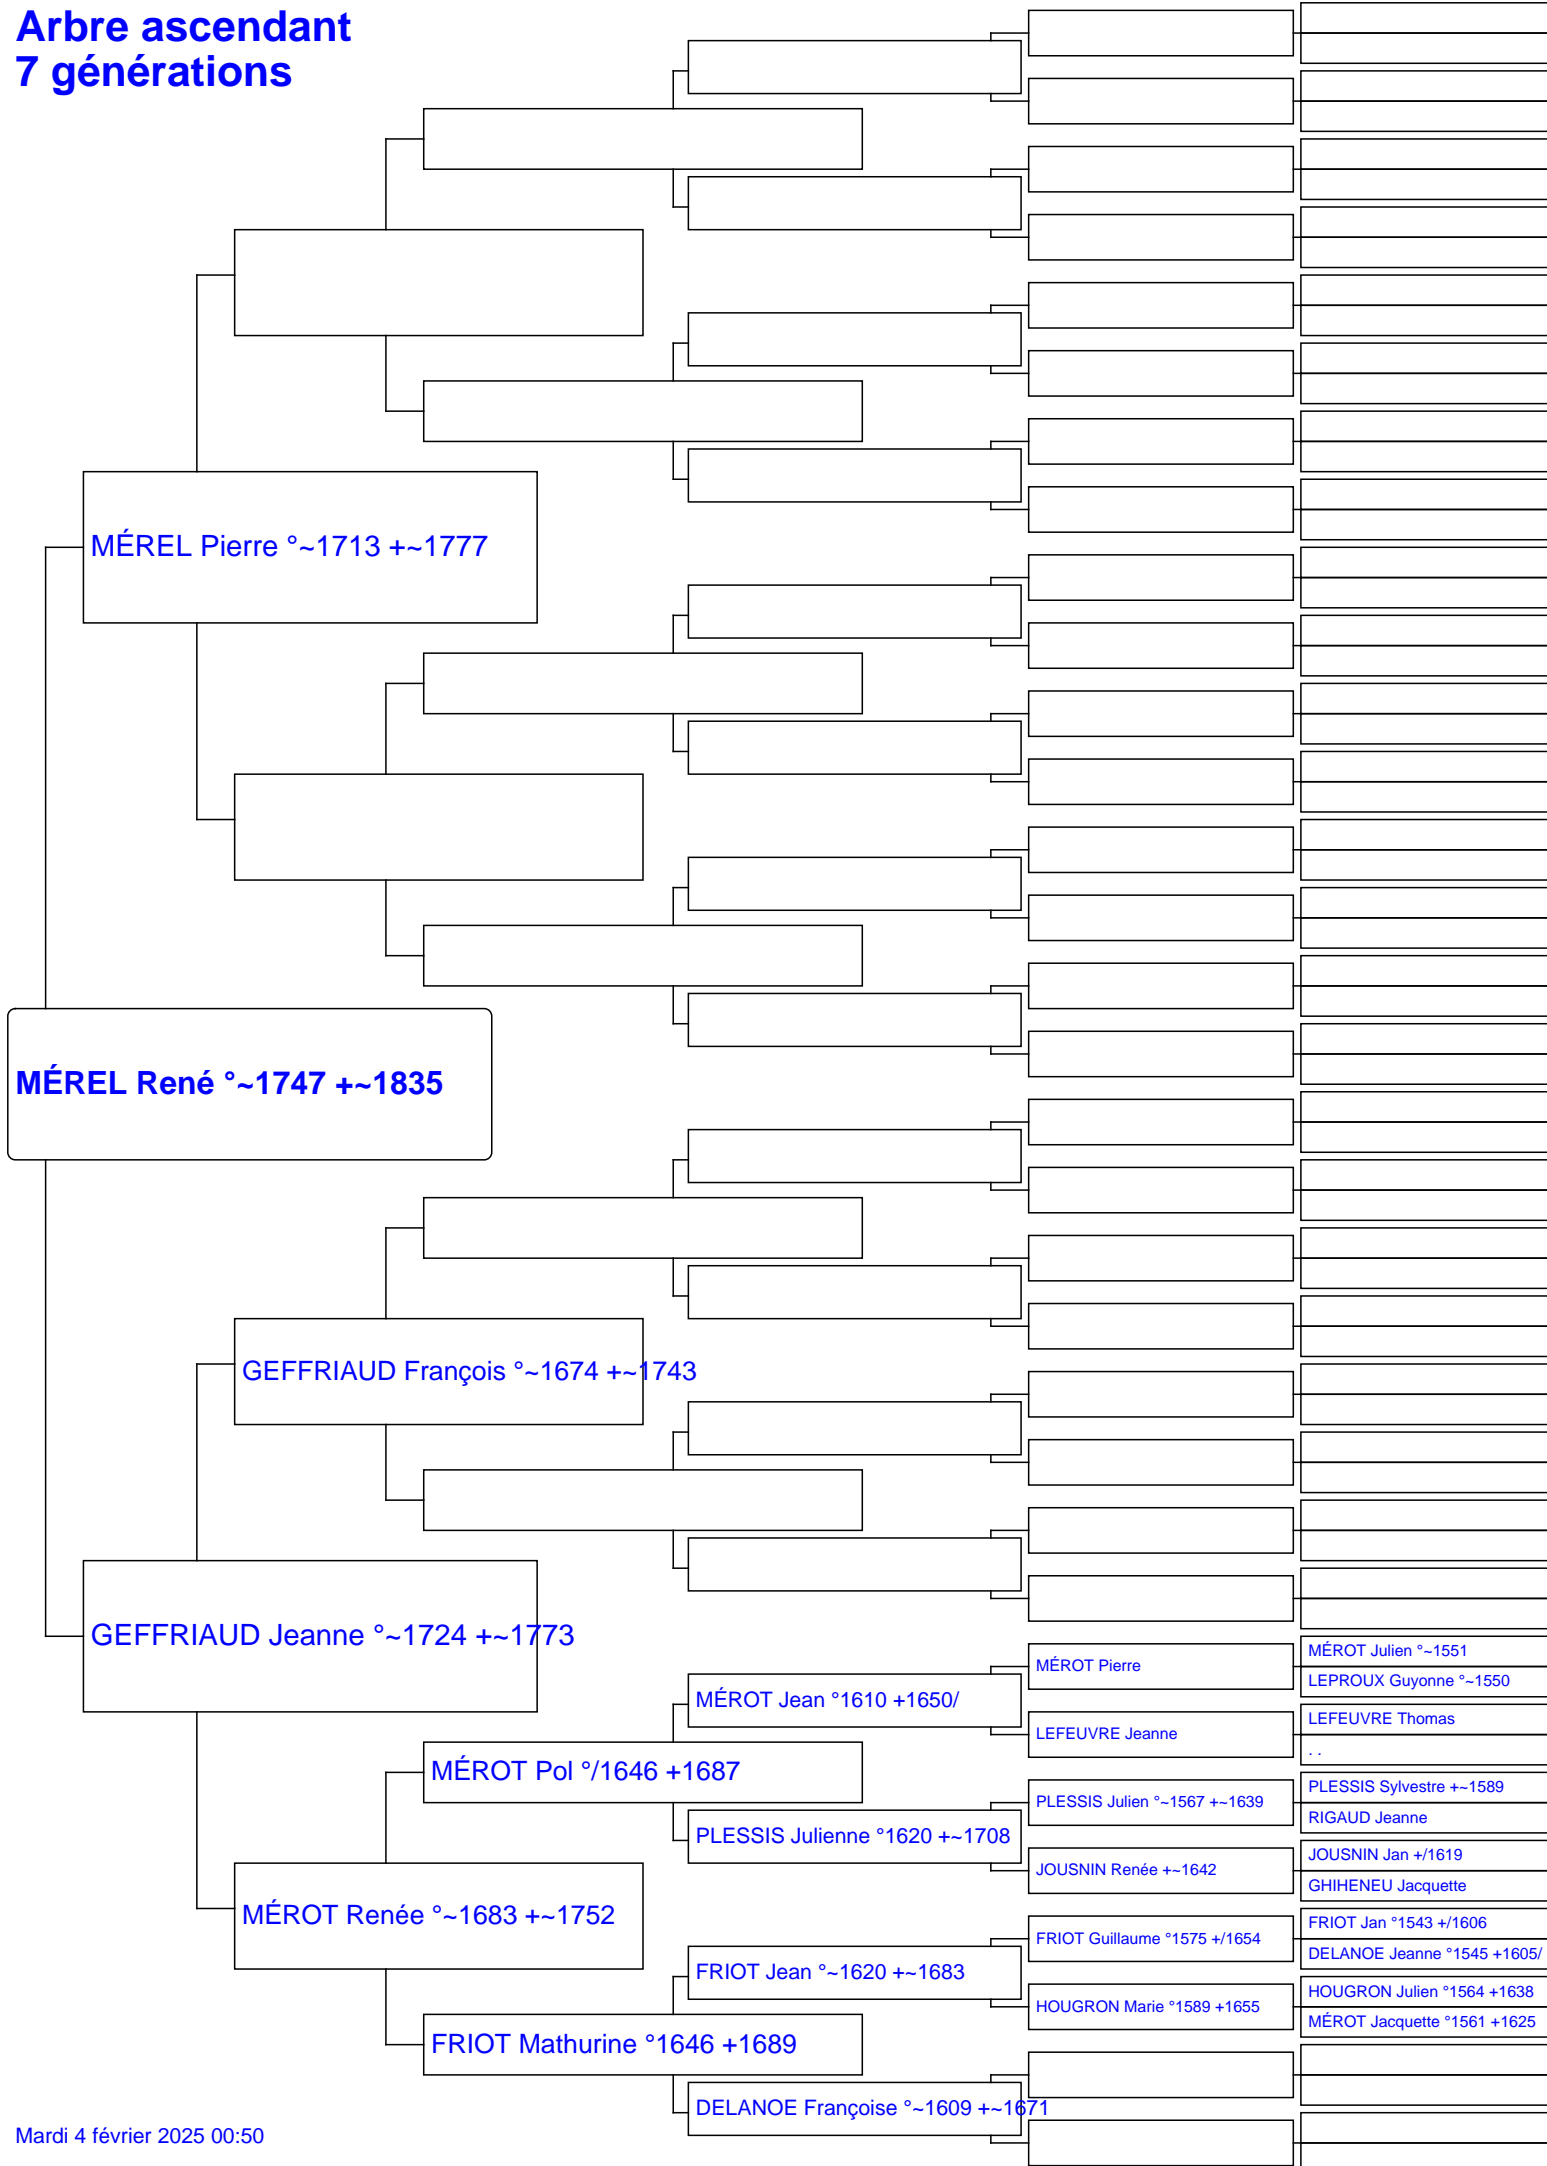 Arbre ascendant
7 générations
MÉREL Pierre °~1713 +~1777
MÉREL René °~1747 +~1835
GEFFRIAUD François °~1674 +~1743
GEFFRIAUD Jeanne °~1724 +~1773
MÉROT Julien °~1551
MÉROT Pierre
LEPROUX Guyonne °~1550
MÉROT Jean °1610 +1650/
LEFEUVRE Thomas
LEFEUVRE Jeanne
. .
MÉROT Pol °/1646 +1687
PLESSIS Sylvestre +~1589
PLESSIS Julien °~1567 +~1639
RIGAUD Jeanne
PLESSIS Julienne °1620 +~1708
JOUSNIN Jan +/1619
JOUSNIN Renée +~1642
GHIHENEU Jacquette
MÉROT Renée °~1683 +~1752
FRIOT Jan °1543 +/1606
FRIOT Guillaume °1575 +/1654
DELANOE Jeanne °1545 +1605/
FRIOT Jean °~1620 +~1683
HOUGRON Julien °1564 +1638
HOUGRON Marie °1589 +1655
MÉROT Jacquette °1561 +1625
FRIOT Mathurine °1646 +1689
DELANOE Françoise °~1609 +~1671
Mardi 4 février 2025 00:50